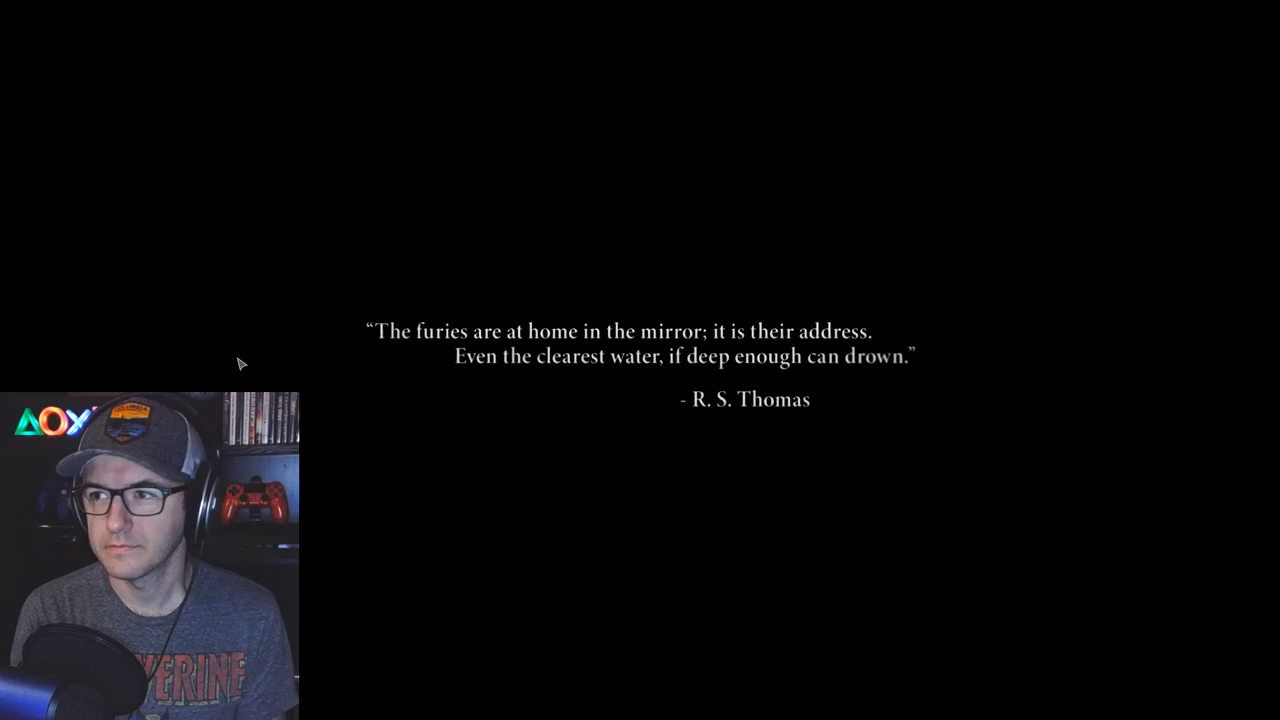 “The furies are at home in the mirror; it is their address.
Even the clearest water, if deep enough can drown.”
- R. S. Thomas
VERINE